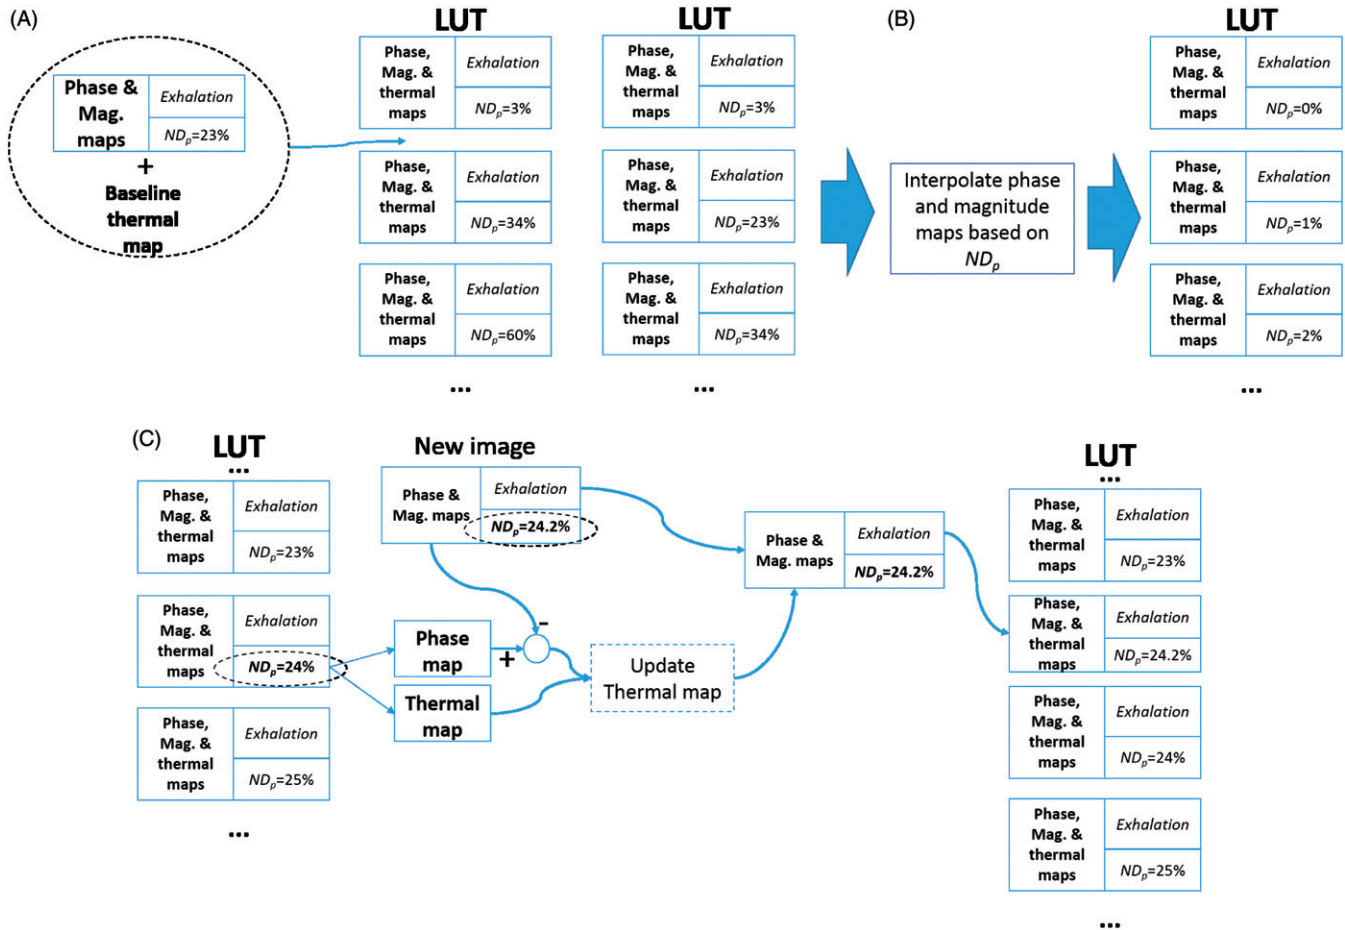 (A)
Phase &
Mag.
maps
Exhalation
NDp=23%
+
Baseline
thermal
map
LUT
Phase,
Mag. &
thermal
maps
Exhalation
NDp=3%
Phase,
Mag. &
thermal
maps
Exhalation
NDp=34%
Phase,
Mag. &
thermal
maps
Exhalation
NDp=60%
...
LUT
Phase,
Mag. &
thermal
maps
Exhalation
NDp=3%
Phase,
Mag. &
thermal
maps
Exhalation
NDp=23%
Phase,
Mag. &
thermal
maps
Exhalation
NDp=34%
...
(B)
Interpolate phase
and magnitude
maps based on
NDp
LUT
Phase,
Mag. &
thermal
maps
Exhalation
NDp=0%
Phase,
Mag. &
thermal
maps
Exhalation
NDp=1%
Phase,
Mag. &
thermal
maps
Exhalation
NDp=2%
...
(C)
LUT
...
Phase,
Mag. &
thermal
maps
Exhalation
NDp=23%
Phase,
Mag. &
thermal
maps
Exhalation
NDp=24%
Phase,
Mag. &
thermal
maps
Exhalation
NDp=25%
...
New image
Phase &
Mag. maps
Exhalation
NDp=24.2%
-
+
Phase
map
Thermal
map
Update
Thermal map
Phase &
Mag. maps
Exhalation
NDp=24.2%
LUT
...
Phase,
Mag. &
thermal
maps
Exhalation
NDp=23%
Phase,
Mag. &
thermal
maps
Exhalation
NDp=24.2%
Phase,
Mag. &
thermal
maps
Exhalation
NDp=24%
Phase,
Mag. &
thermal
maps
Exhalation
NDp=25%
...